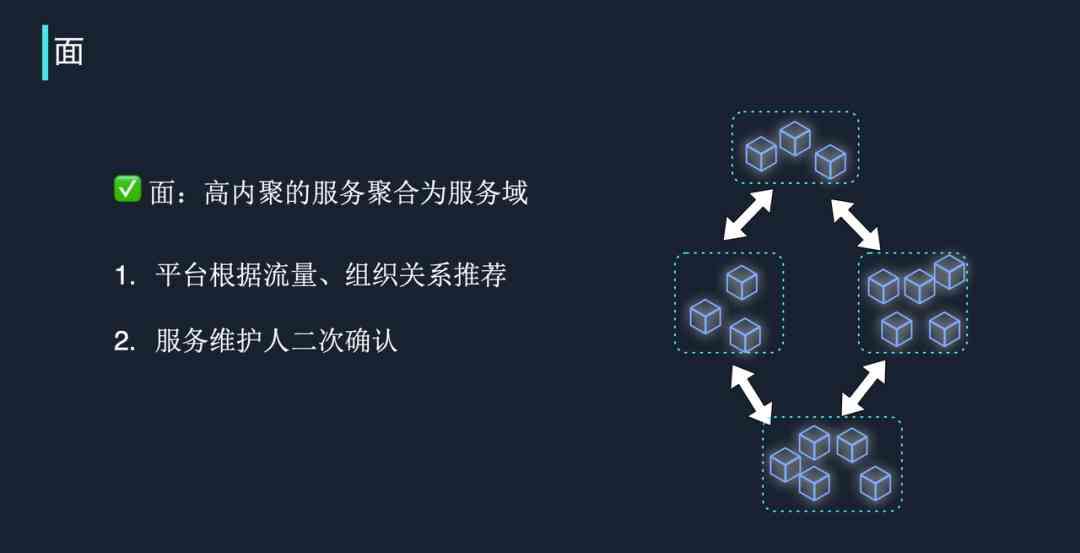 面
✅ 面：高内聚的服务聚合为服务域
1. 平台根据流量、组织关系推荐
2. 服务维护人二次确认